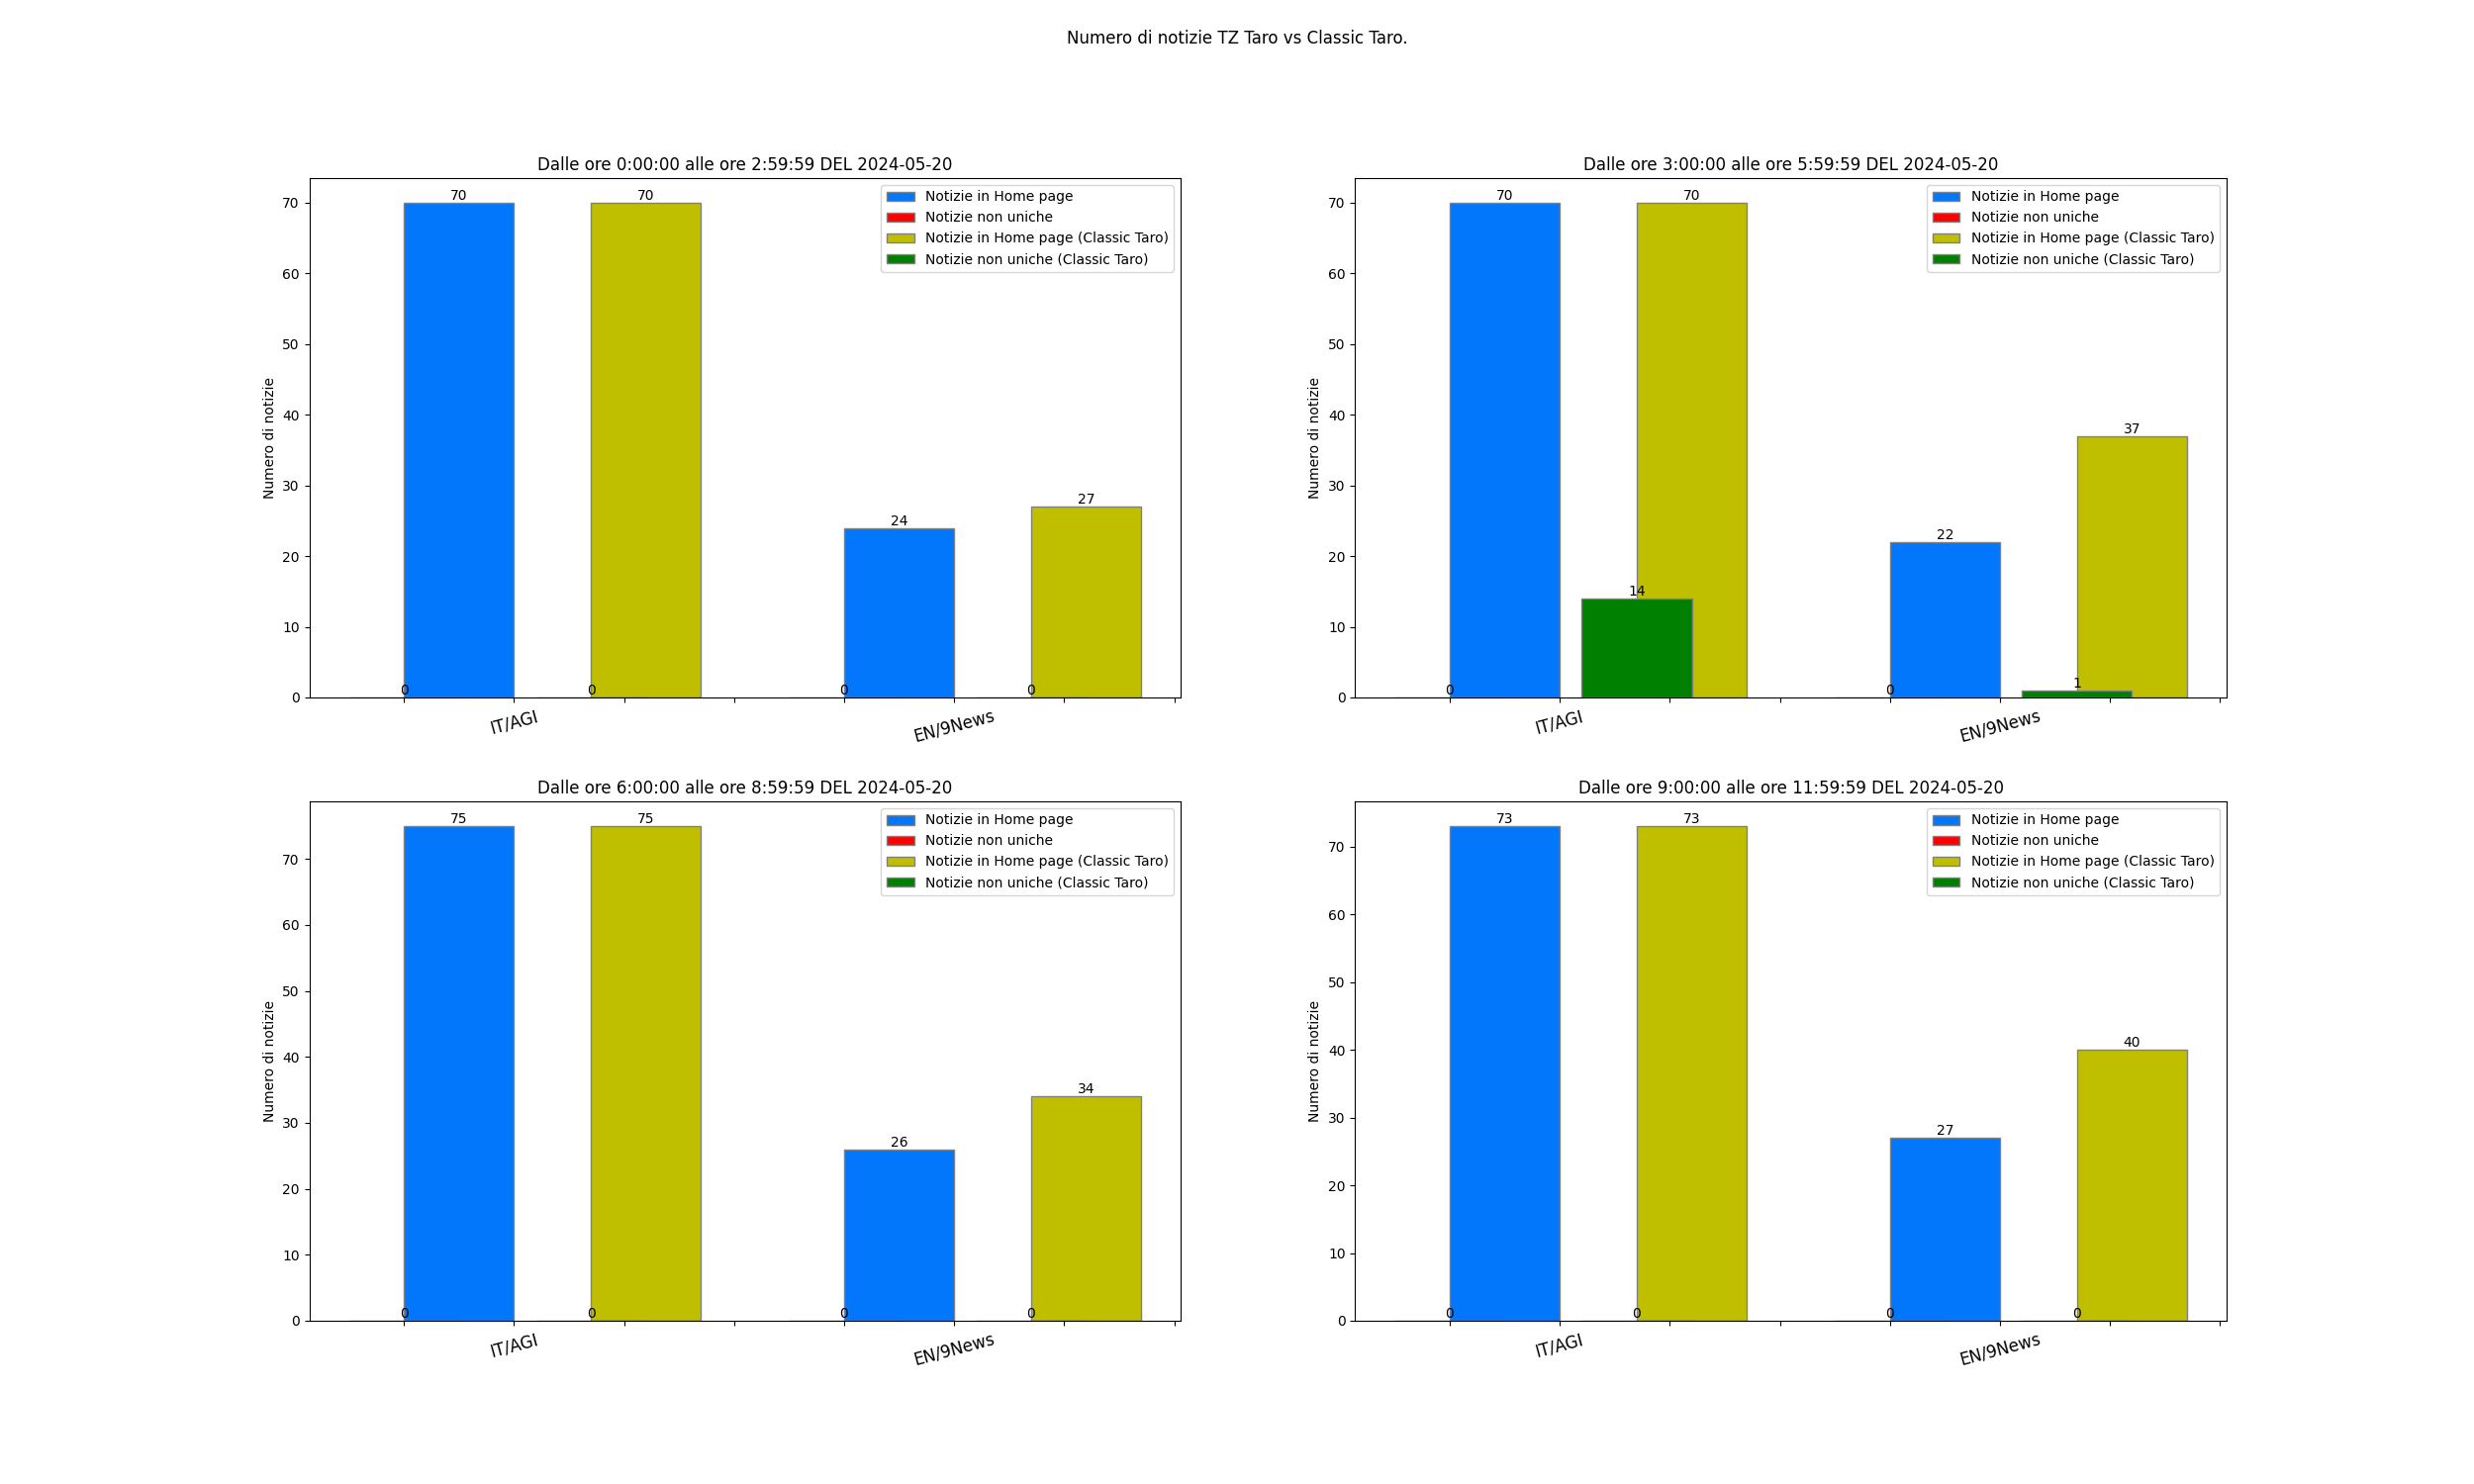 Numero di notizie TZ Taro vs Classic Taro.
Dalle ore 0:00:00 alle ore 2:59:59 DEL 2024-05-20
Numero di notizie
70
60
50
40
30
20
10
0
70
0
70
0
24
0
27
0
IT/AGI
EN/9News
Notizie in Home page
Notizie non uniche
Notizie in Home page (Classic Taro)
Notizie non uniche (Classic Taro)
Dalle ore 3:00:00 alle ore 5:59:59 DEL 2024-05-20
Numero di notizie
70
60
50
40
30
20
10
0
70
0
70
14
22
0
37
1
IT/AGI
EN/9News
Notizie in Home page
Notizie non uniche
Notizie in Home page (Classic Taro)
Notizie non uniche (Classic Taro)
Dalle ore 6:00:00 alle ore 8:59:59 DEL 2024-05-20
Numero di notizie
70
60
50
40
30
20
10
0
75
0
75
0
26
0
34
0
IT/AGI
EN/9News
Notizie in Home page
Notizie non uniche
Notizie in Home page (Classic Taro)
Notizie non uniche (Classic Taro)
Dalle ore 9:00:00 alle ore 11:59:59 DEL 2024-05-20
Numero di notizie
70
60
50
40
30
20
10
0
73
0
73
0
27
0
40
0
IT/AGI
EN/9News
Notizie in Home page
Notizie non uniche
Notizie in Home page (Classic Taro)
Notizie non uniche (Classic Taro)